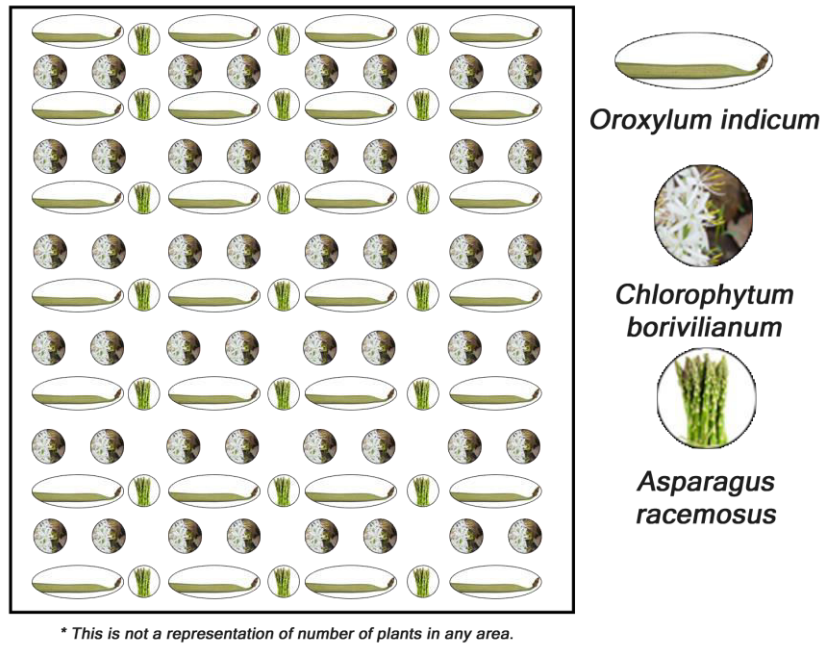 Oroxylum indicum
Chlorophytum
borivilianum
Asparagus
racemosus
* This is not a representation of number of plants in any area.